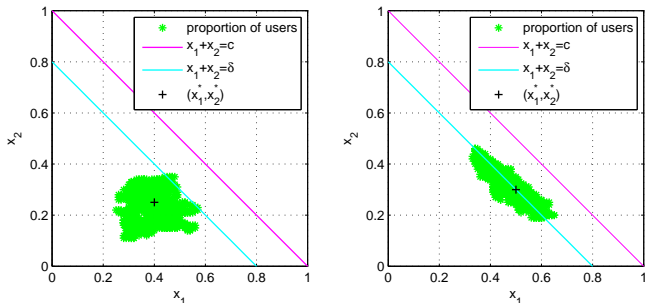 1
0.8
0.6
0.4
0.2
0
0 0.2 0.4 0.6 0.8 1
x₂
x₁
proportion of users
x₁+x₂=c
x₁+x₂=δ
(x₁*,x₂*)
1
0.8
0.6
0.4
0.2
0
0 0.2 0.4 0.6 0.8 1
x₂
x₁
proportion of users
x₁+x₂=c
x₁+x₂=δ
(x₁*,x₂*)